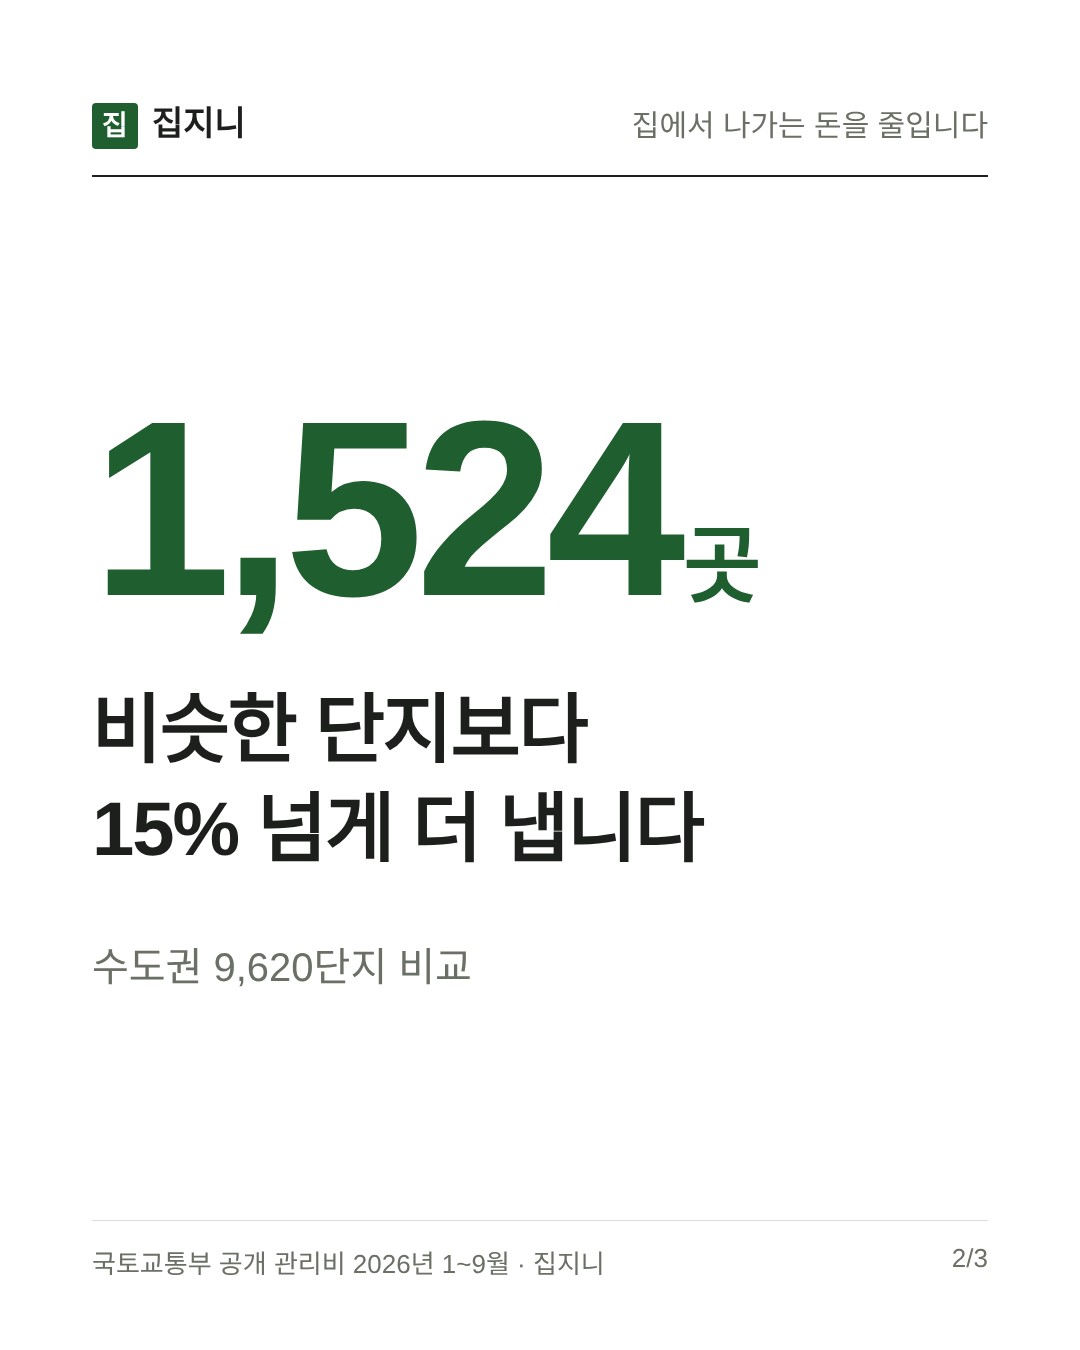 집 집지니
집에서 나가는 돈을 줄입니다
1,524곳
비슷한 단지보다
15% 넘게 더 냅니다
수도권 9,620단지 비교
국토교통부 공개 관리비 2026년 1~9월 · 집지니
2/3